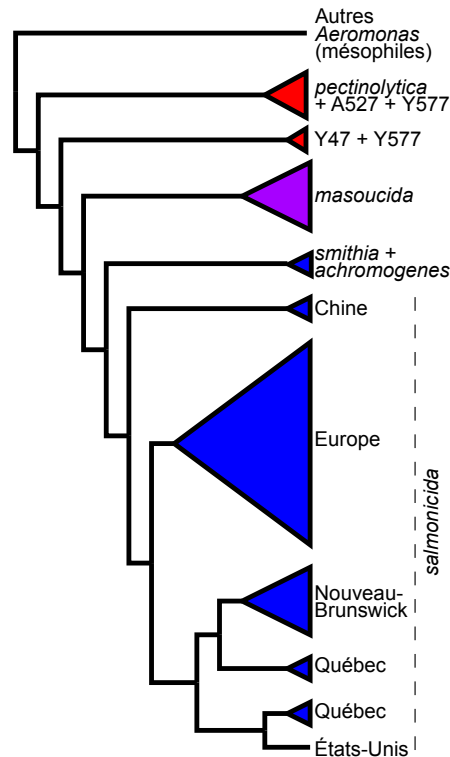 Autres
Aeromonas
(mésophiles)
pectinolytica
+ A527 + Y577
Y47 + Y577
masoucida
smithia +
achromogenes
Chine
Europe
Nouveau-
Brunswick
Québec
Québec
États-Unis
salmonicida